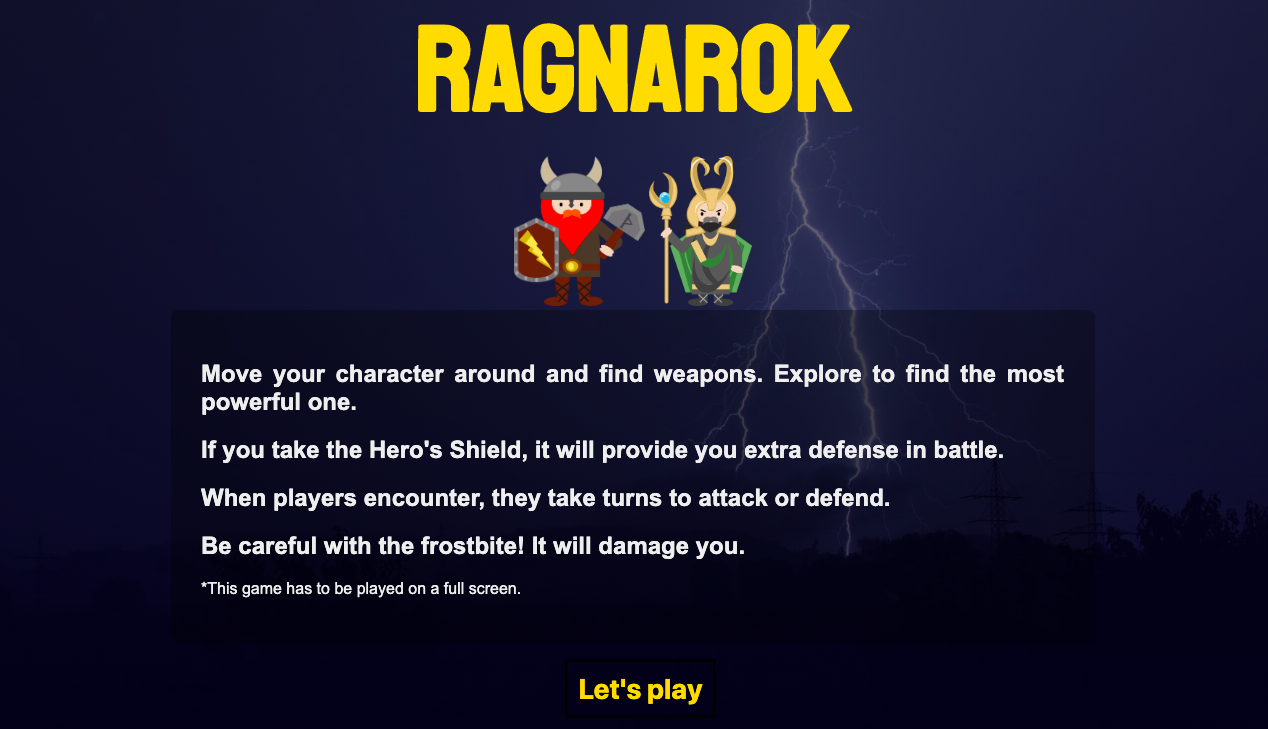 RAGNAROK
Move your character around and find weapons. Explore to find the most
powerful one.
If you take the Hero's Shield, it will provide you extra defense in battle.
When players encounter, they take turns to attack or defend.
Be careful with the frostbite! It will damage you.
*This game has to be played on a full screen.
Let's play